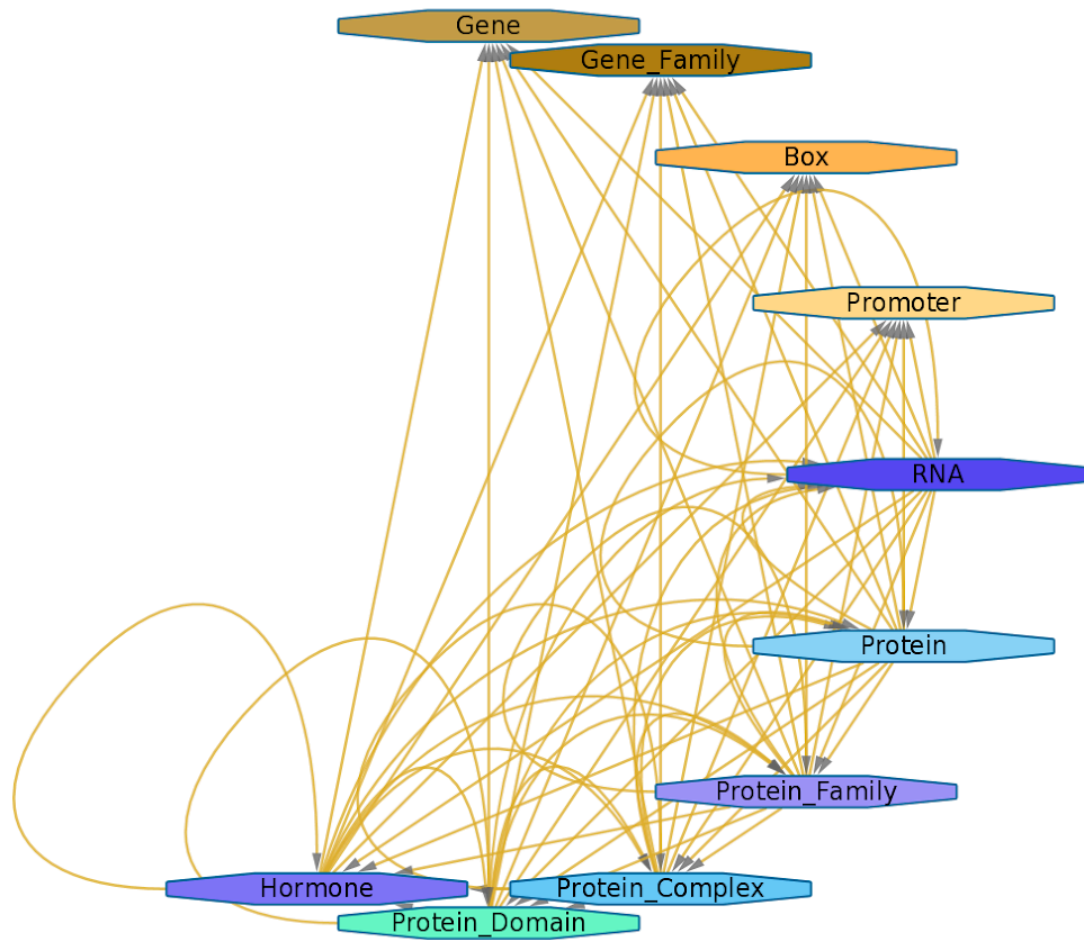 Gene
Gene_Family
Box
Promoter
RNA
Protein
Protein_Family
Hormone
Protein_Complex
Protein_Domain